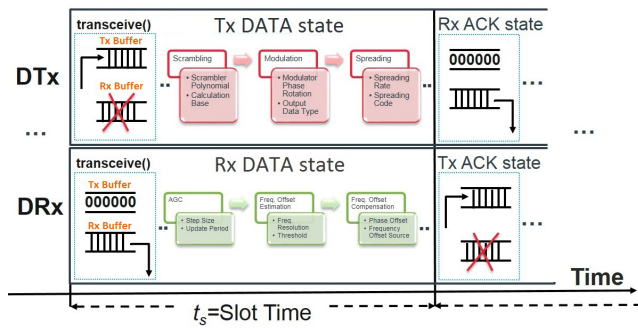 Tx DATA state
Rx ACK state
DTx
transceive()
Tx Buffer
Rx Buffer
Scrambling
• Scrambler Polynomial
• Calculation Base
Modulation
• Modulator Phase Rotation
• Output Data Type
Spreading
• Spreading Rate
• Spreading Code
000000
...
...
...
DRx
Rx DATA state
Tx ACK state
transceive()
Tx Buffer
000000
Rx Buffer
AGC
• Step Size
• Update Period
Freq. Offset Estimation
• Freq. Resolution
• Threshold
Freq. Offset Compensation
• Phase Offset
• Frequency Offset Source
...
Time
ts=Slot Time